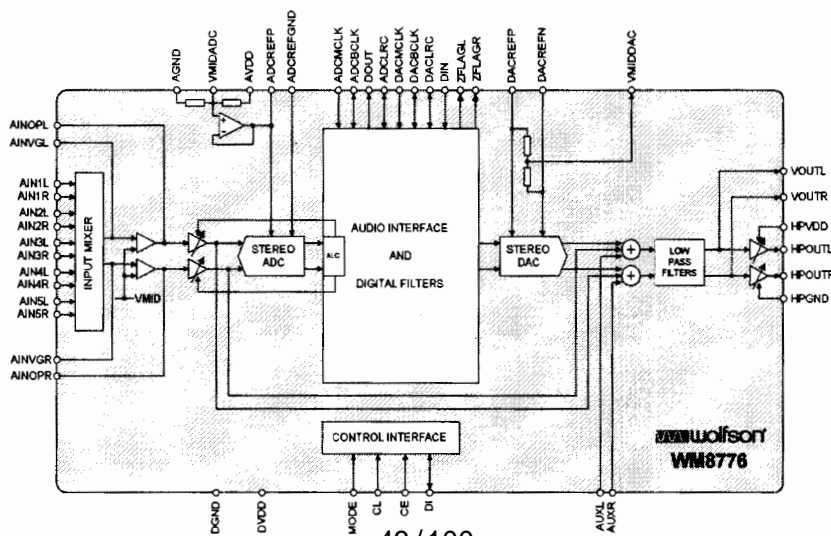 AGND
VMIDADC
AVDD
ADCREFP
ADCREFGND
ADCMCLK
ADCBCLK
DOUT
ADCLRC
DACMCLK
DACBCLK
DACLRC
DIN
ZFLAGL
ZFLAGR
DACREFP
DACREFN
VMIDDAC
AINOPL
AINVGL
AIN1L
AIN1R
AIN2L
AIN2R
AIN3L
AIN3R
AIN4L
AIN4R
AIN5L
AIN5R
AINVGR
AINOPR
INPUT MIXER
VMID
STEREO
ADC
ALC
AUDIO INTERFACE
AND
DIGITAL FILTERS
STEREO
DAC
LOW
PASS
FILTERS
VOUTL
VOUTR
HPVDD
HPOUTL
HPOUTR
HPGND
CONTROL INTERFACE
wolfson
WM8776
DGND
DVDD
MODE
CL
CE
DI
AUXL
AUXR